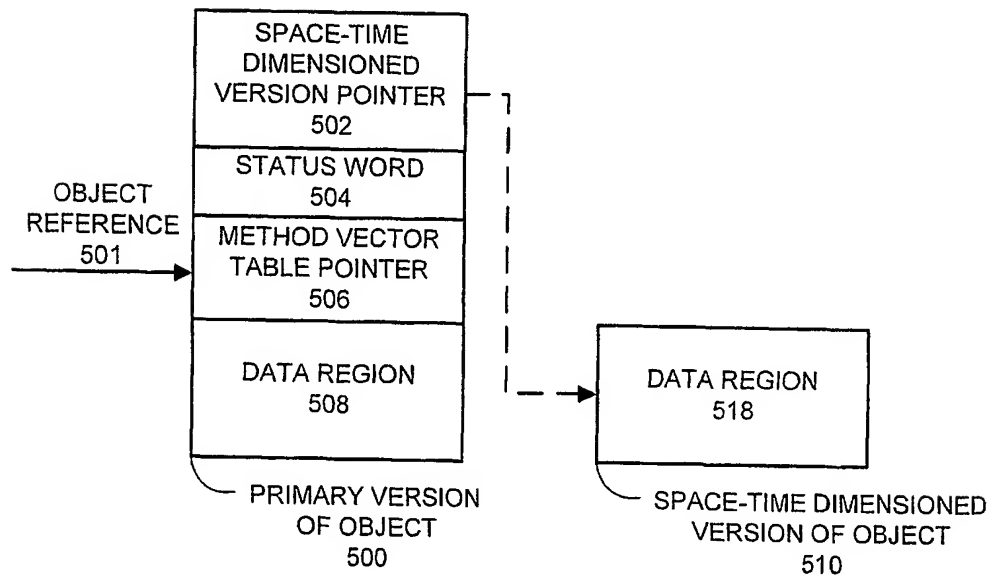 SPACE-TIME
DIMENSIONED
VERSION POINTER
502
STATUS WORD
504
OBJECT
REFERENCE
501
METHOD VECTOR
TABLE POINTER
506
DATA REGION
508
DATA REGION
518
PRIMARY VERSION
OF OBJECT
500
SPACE-TIME DIMENSIONED
VERSION OF OBJECT
510